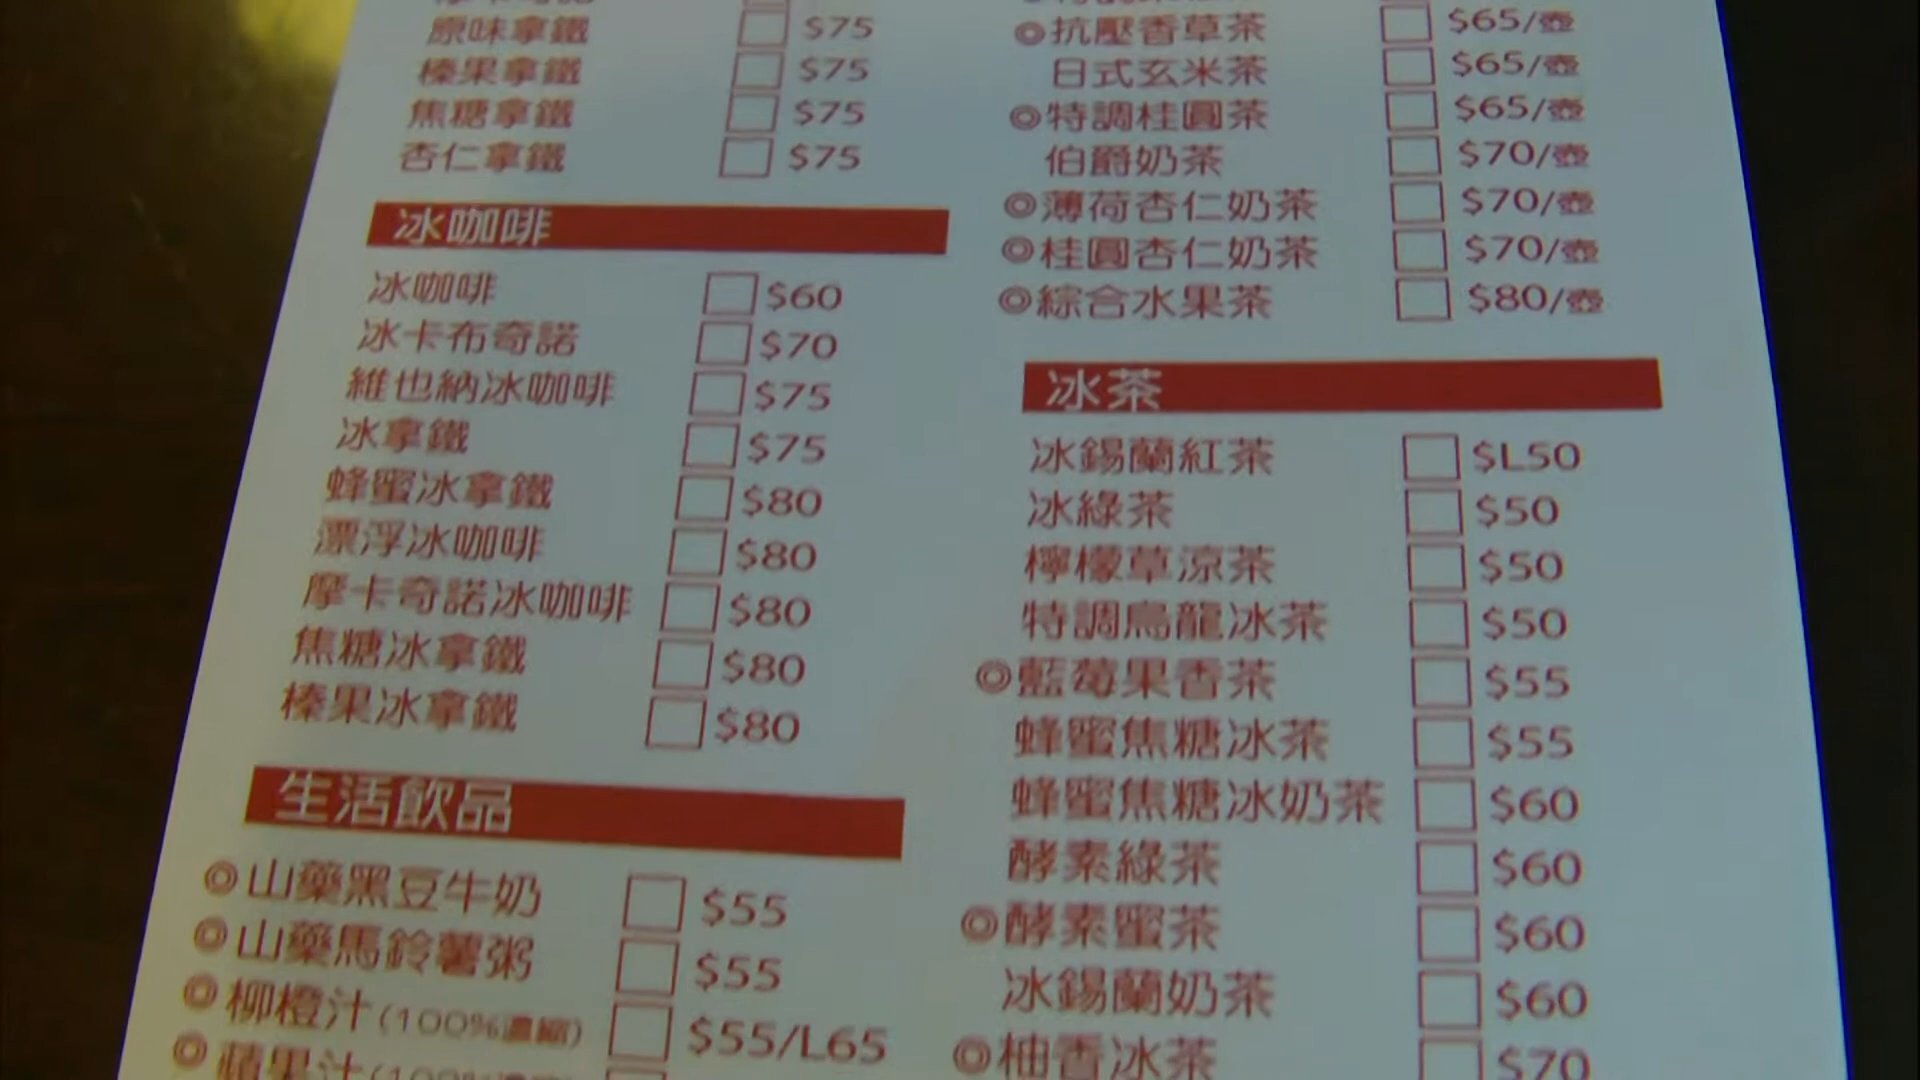 原味拿鐵 $75
榛果拿鐵 $75
焦糖拿鐵 $75
杏仁拿鐵 $75
冰咖啡
冰咖啡 $60
冰卡布奇諾 $70
維也納冰咖啡 $75
冰拿鐵 $75
蜂蜜冰拿鐵 $80
漂浮冰咖啡 $80
摩卡奇諾冰咖啡 $80
焦糖冰拿鐵 $80
榛果冰拿鐵 $80
生活飲品
◎山藥黑豆牛奶 $55
◎山藥馬鈴薯粥 $55
◎柳橙汁(100%濃縮) $55/L65
◎蘋果汁
◎抗壓香草茶 $65/壺
日式玄米茶 $65/壺
◎特調桂圓茶 $65/壺
伯爵奶茶 $70/壺
◎薄荷杏仁奶茶 $70/壺
◎桂圓杏仁奶茶 $70/壺
◎綜合水果茶 $80/壺
冰茶
冰錫蘭紅茶 $L50
冰綠茶 $50
檸檬草涼茶 $50
特調烏龍冰茶 $50
◎藍莓果香茶 $55
蜂蜜焦糖冰茶 $55
蜂蜜焦糖冰奶茶 $60
酵素綠茶 $60
◎酵素蜜茶 $60
冰錫蘭奶茶 $60
◎柚香冰茶 $70